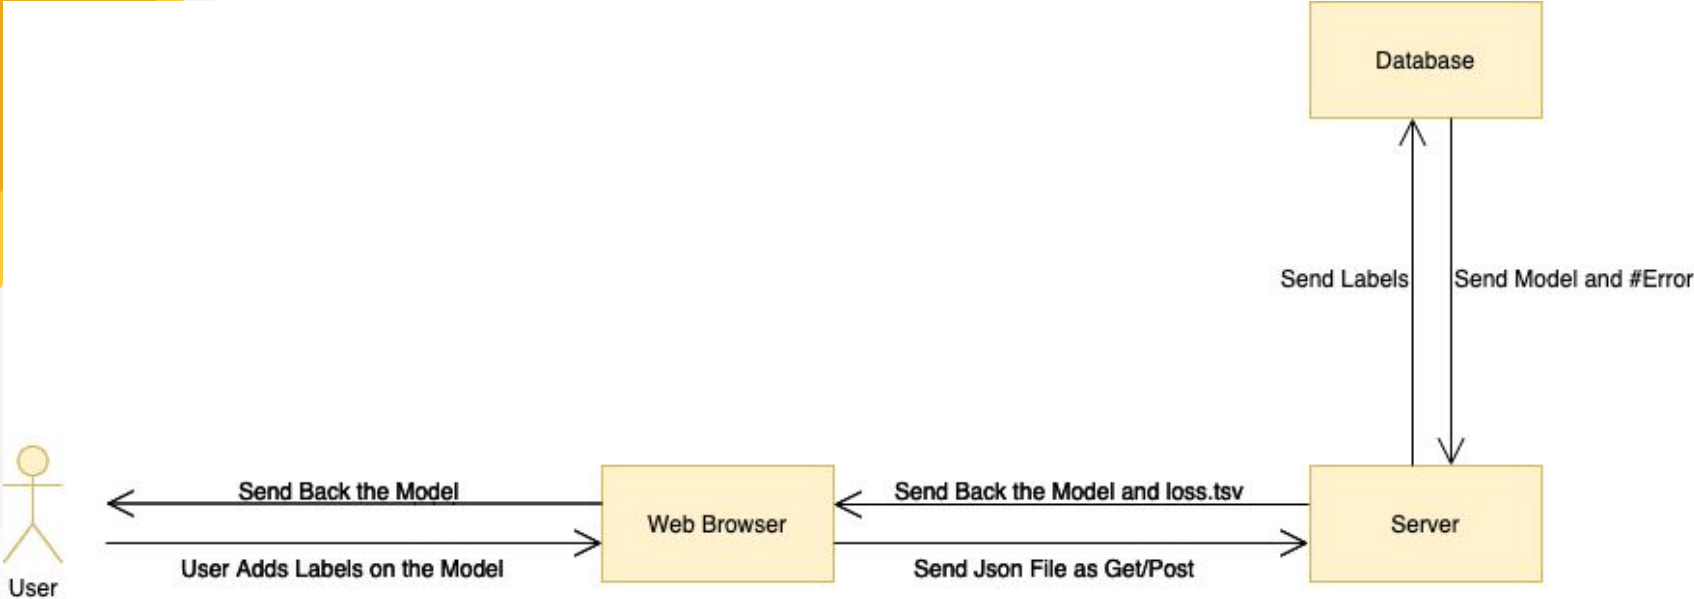 Database
Send Labels
Send Model and #Error
Send Back the Model
Send Back the Model and loss.tsv
Web Browser
Server
User Adds Labels on the Model
Send Json File as Get/Post
User